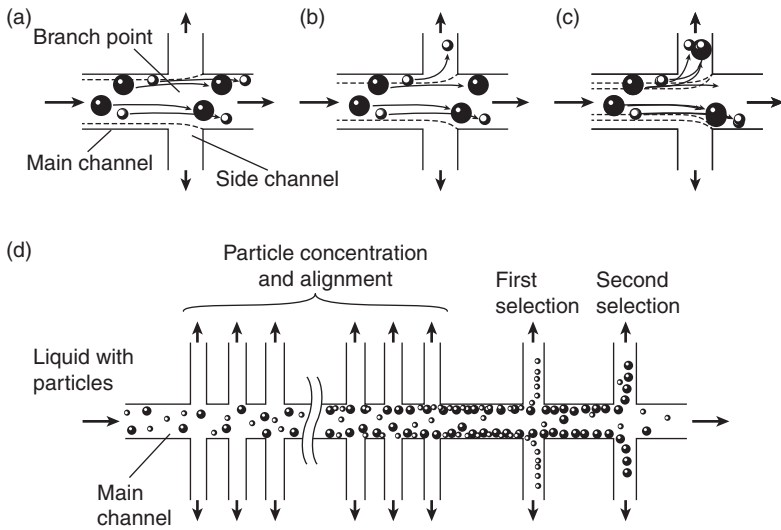 (a)
(b)
(c)
Branch point
Main channel
Side channel
(d)
Particle concentration
and alignment
First
selection
Second
selection
Liquid with
particles
Main
channel